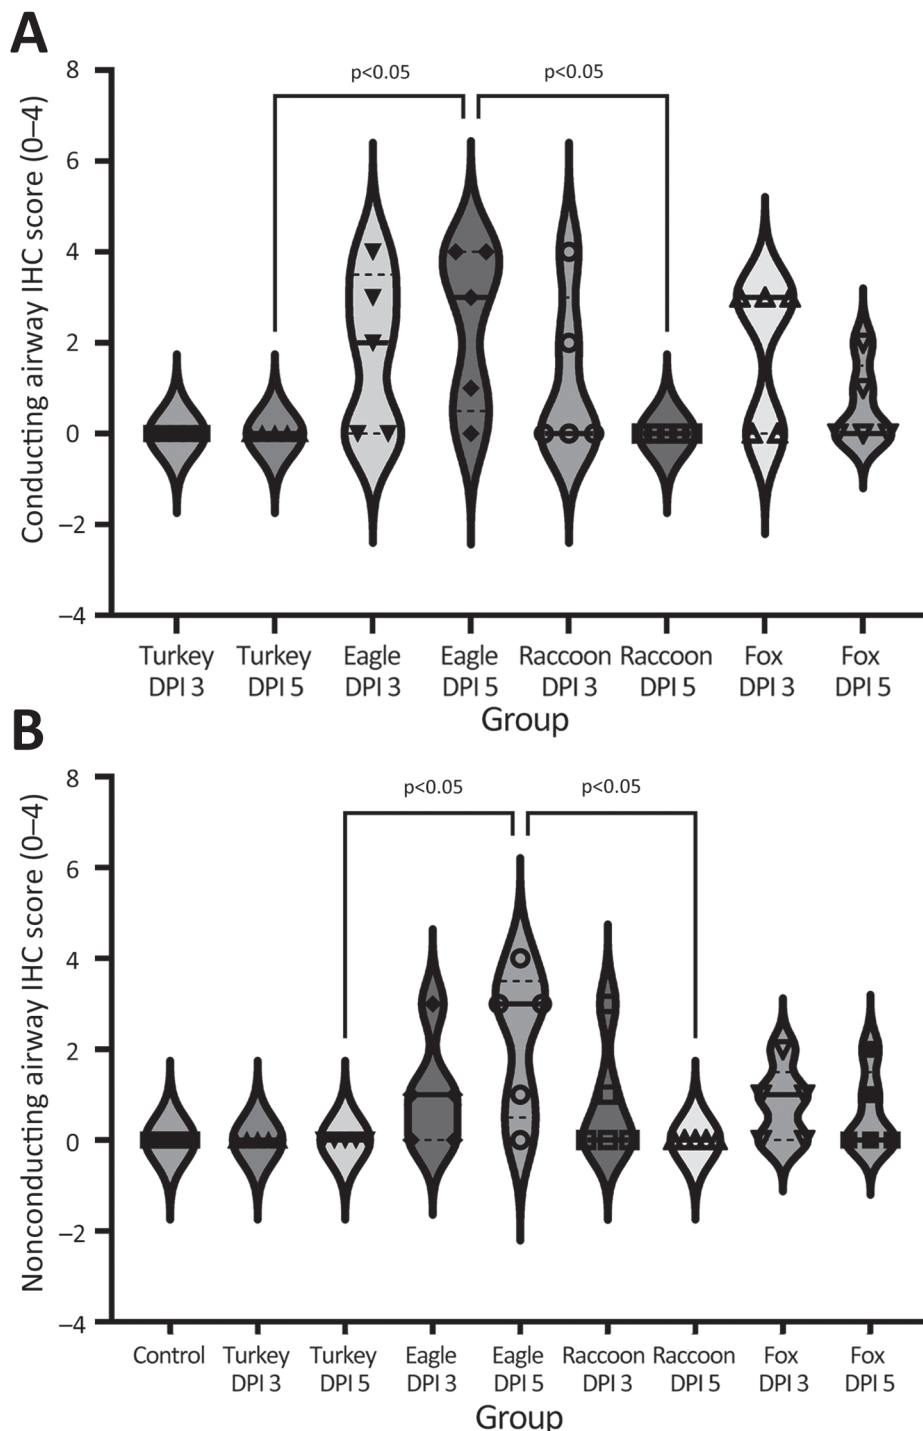 A
8
p<0.05 p<0.05
6
4
2
0
−2
−4
Conducting airway IHC score (0–4)
Turkey Turkey Eagle Eagle Raccoon Raccoon Fox Fox
DPI 3 DPI 5 DPI 3 DPI 5 DPI 3 DPI 5 DPI 3 DPI 5
Group
B
8
p<0.05 p<0.05
6
4
2
0
−2
−4
Nonconducting airway IHC score (0–4)
Control Turkey Turkey Eagle Eagle Raccoon Raccoon Fox Fox
DPI 3 DPI 5 DPI 3 DPI 5 DPI 3 DPI 5 DPI 3 DPI 5
Group